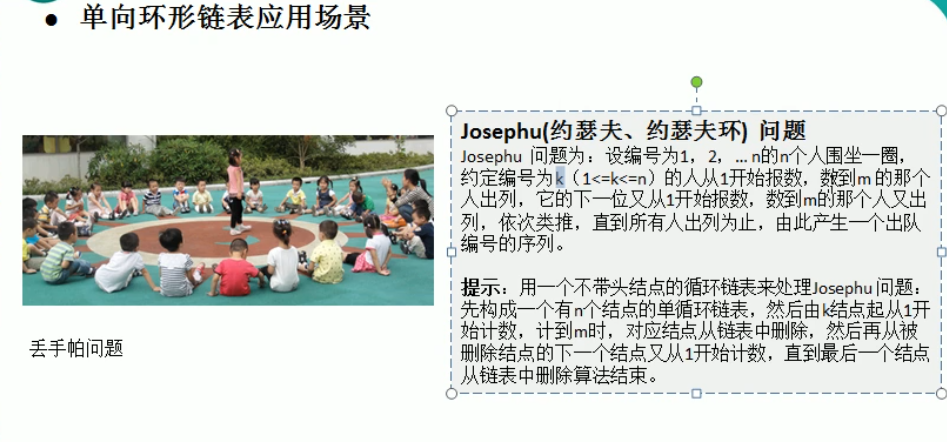 ● 单向环形链表应用场景
Josephu(约瑟夫、约瑟夫环) 问题
Josephu 问题为：设编号为1，2，… n的n个人围坐一圈，
约定编号为k（1<=k<=n）的人从1开始报数，数到m 的那个
人出列，它的下一位又从1开始报数，数到m的那个人又出
列，依次类推，直到所有人出列为止，由此产生一个出队
编号的序列。
提示：用一个不带头结点的循环链表来处理Josephu 问题：
先构成一个有n个结点的单循环链表，然后由k结点起从1开
始计数，计到m时，对应结点从链表中删除，然后再从被
删除结点的下一个结点又从1开始计数，直到最后一个结点
从链表中删除算法结束。
丢手帕问题